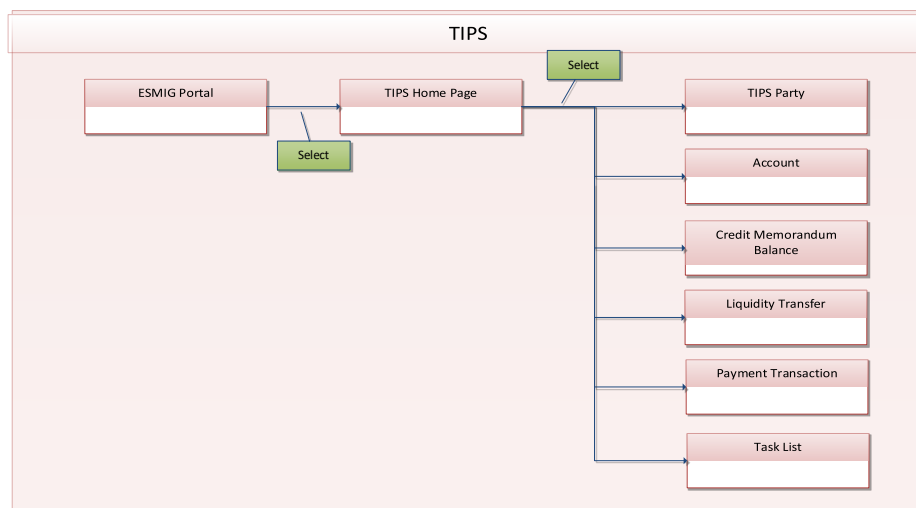 TIPS
Select
ESMIG Portal
TIPS Home Page
TIPS Party
Select
Account
Credit Memorandum
Balance
Liquidity Transfer
Payment Transaction
Task List